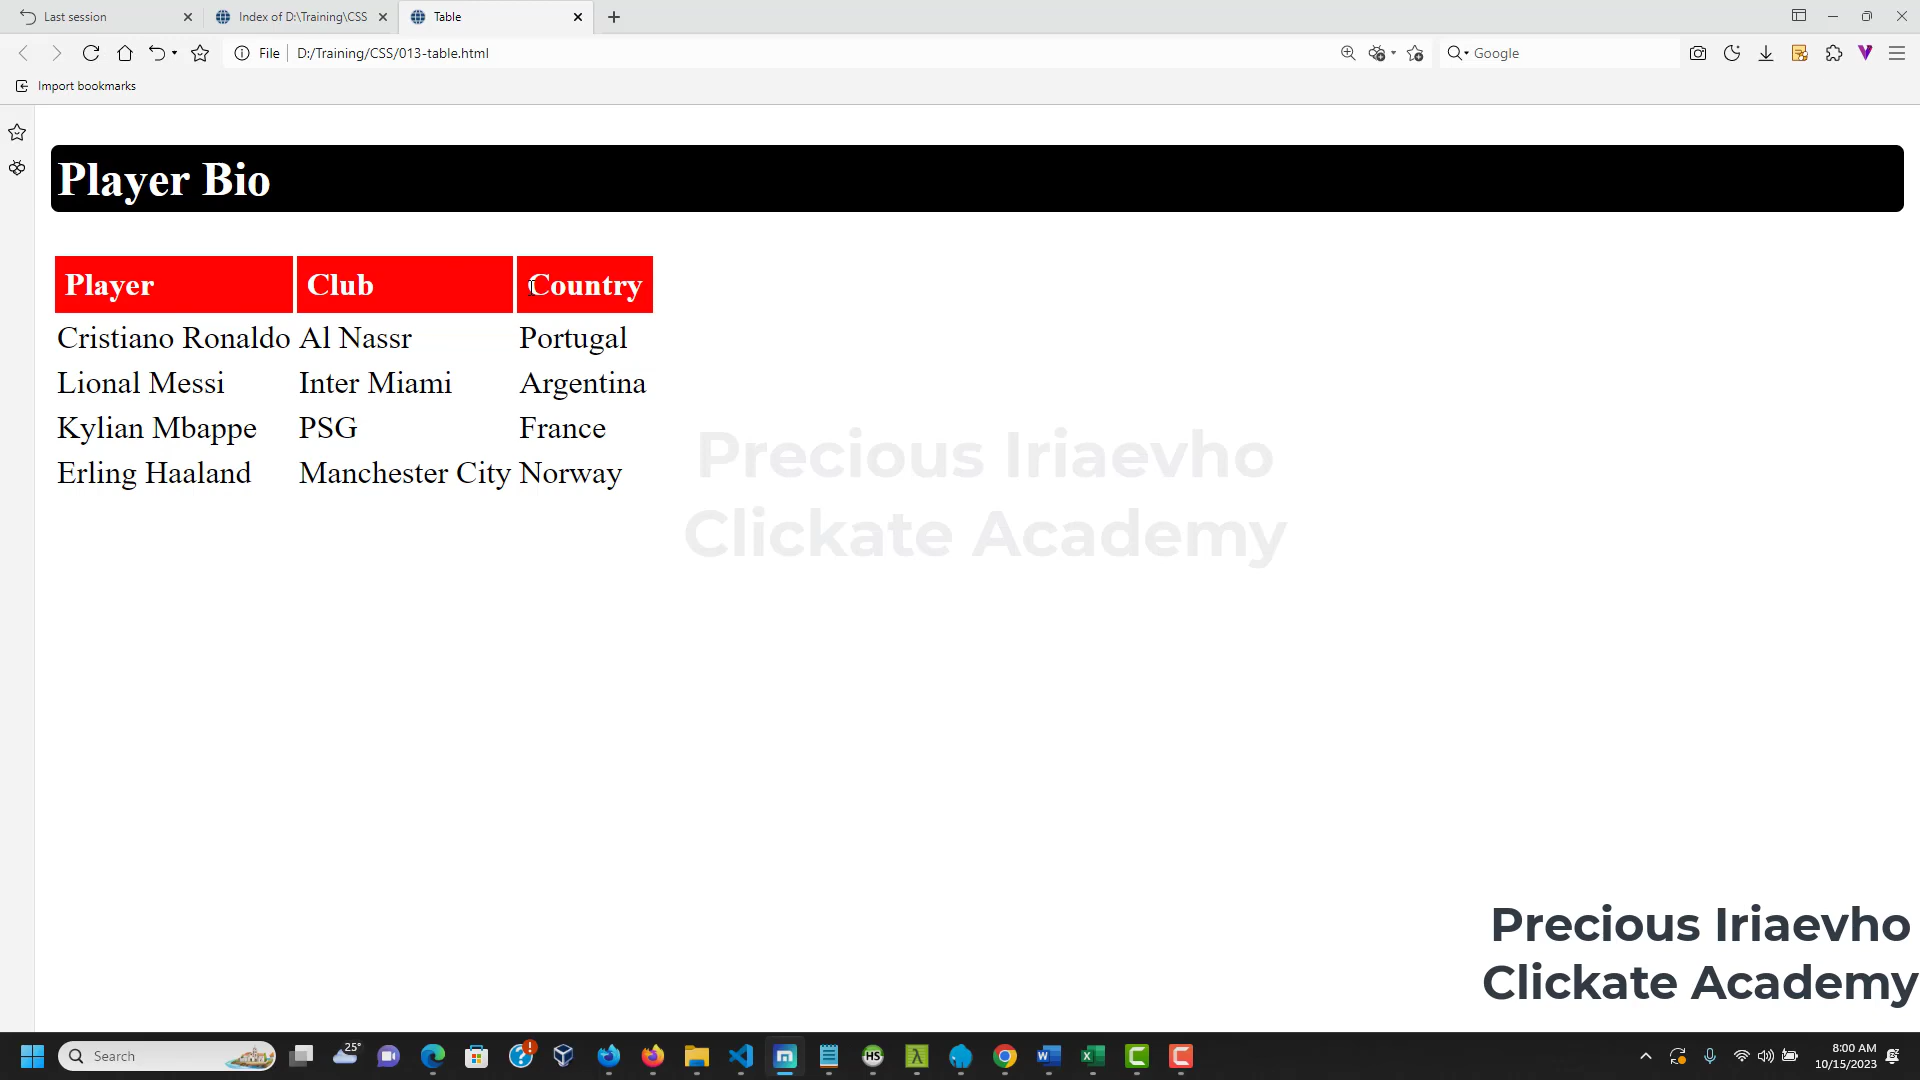 Last session
Index of D:\Training\CSS
Table
File
D:/Training/CSS/013-table.html
Google
Import bookmarks
Player Bio
Player Club Country
Cristiano Ronaldo Al Nassr Portugal
Lional Messi Inter Miami Argentina
Kylian Mbappe PSG France
Erling Haaland Manchester City Norway
Precious Iriaevho
Clickate Academy
Precious Iriaevho
Clickate Academy
Search
25°
HS
8:00 AM
10/15/2023